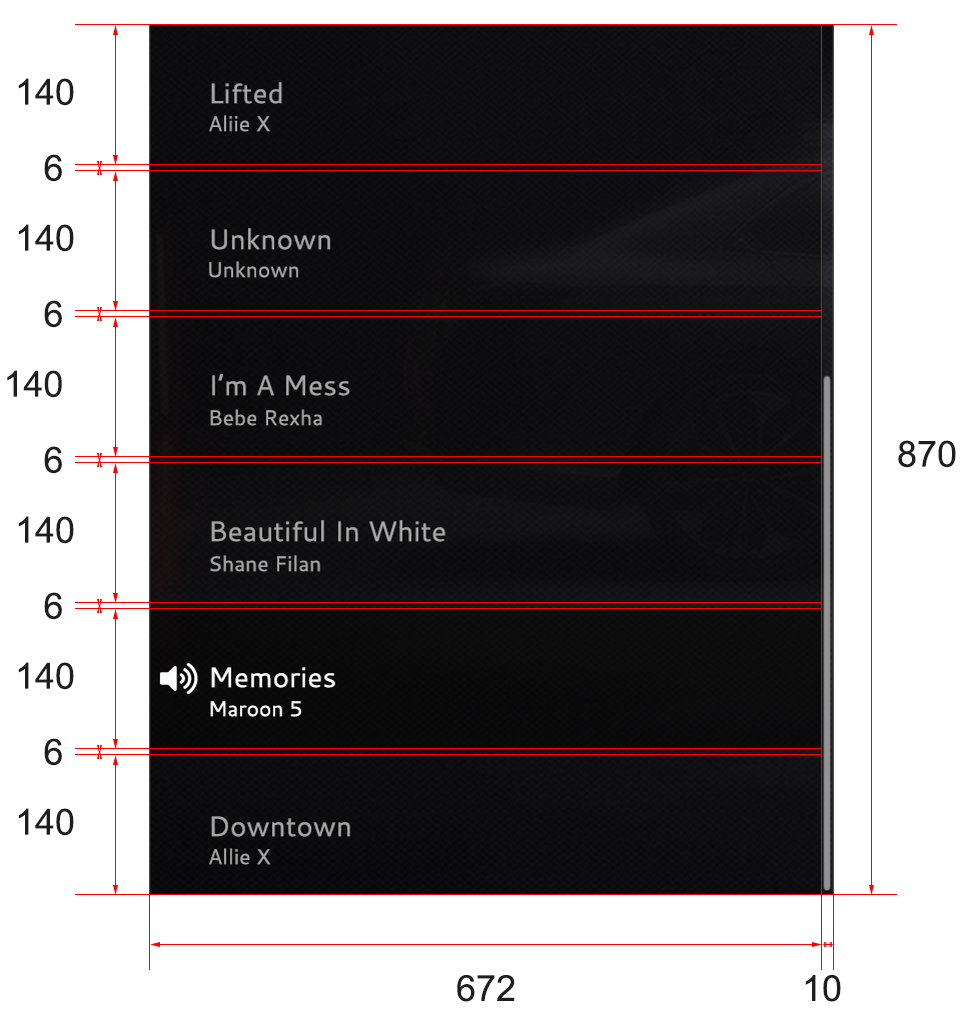 140
Lifted
Aliie X
6
140
Unknown
Unknown
6
140
I'm A Mess
Bebe Rexha
870
6
140
Beautiful In White
Shane Filan
6
140
Memories
Maroon 5
6
140
Downtown
Allie X
672
10